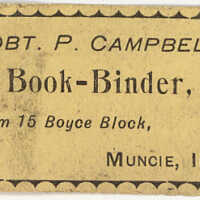 OBT. P. CAMPBEL
Book-Binder,
m 15 Boyce Block,
MUNCIE, I